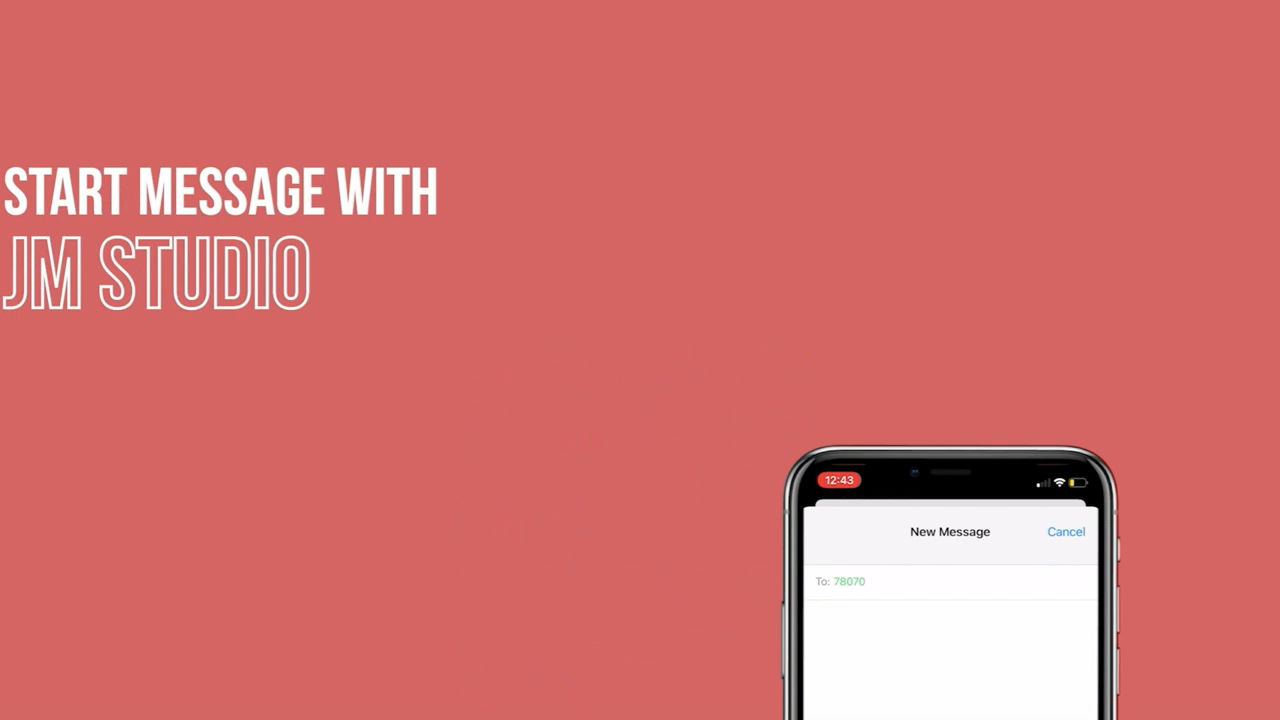 START MESSAGE WITH
JM STUDIO
12:43
New Message
Cancel
To: 78070